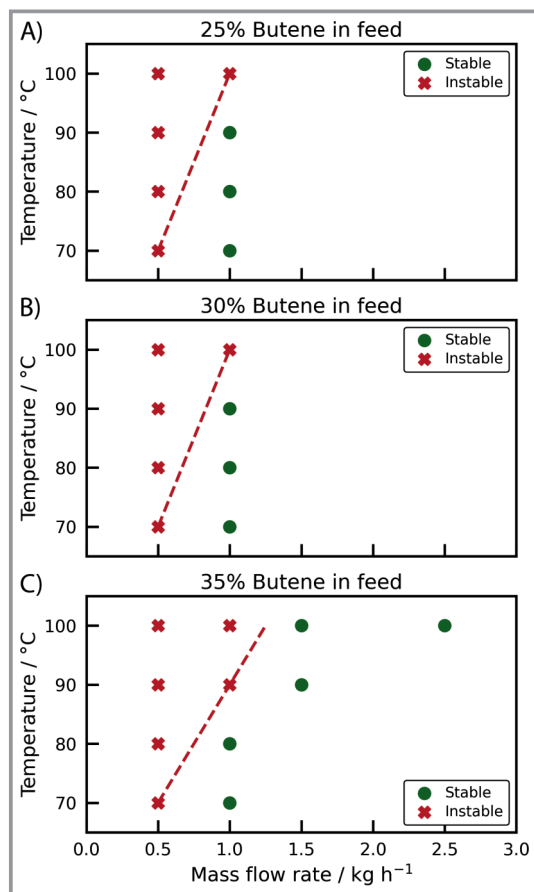 A)
25% Butene in feed
Stable
Instable
Temperature / °C
100
90
80
70
B)
30% Butene in feed
Stable
Instable
Temperature / °C
100
90
80
70
C)
35% Butene in feed
Temperature / °C
100
90
80
70
Stable
Instable
0.0 0.5 1.0 1.5 2.0 2.5 3.0
Mass flow rate / kg h⁻¹